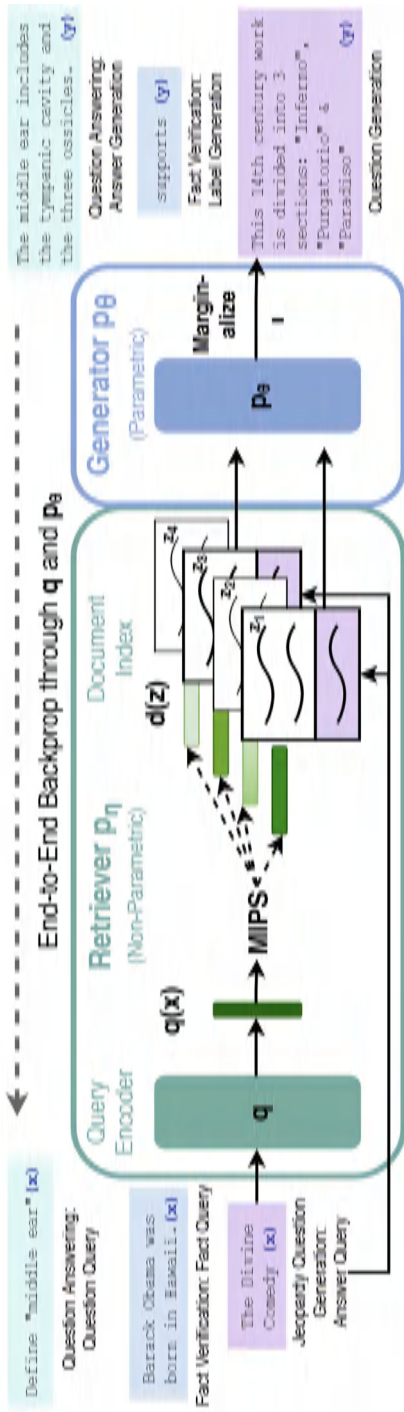 End-to-End Backprop through q and pθ
Define "middle ear" (x)
Question Answering:
Question Query
Barack Obama was
born in Hawaii. (x)
Fact Verification: Fact Query
The Divine
Comedy (x)
Jeopardy Question
Generation:
Answer Query
Query
Encoder
q
q(x)
Retriever pη
(Non-Parametric)
MIPS
d(z)
Document
Index
z4
z3
z2
z1
Generator pθ
(Parametric)
pθ
Margin-
alize
The middle ear includes
the tympanic cavity and
the three ossicles. (y)
Question Answering:
Answer Generation
supports (y)
Fact Verification:
Label Generation
This 14th century work
is divided into 3
sections: "Inferno",
"Purgatorio" &
"Paradiso" (y)
Question Generation